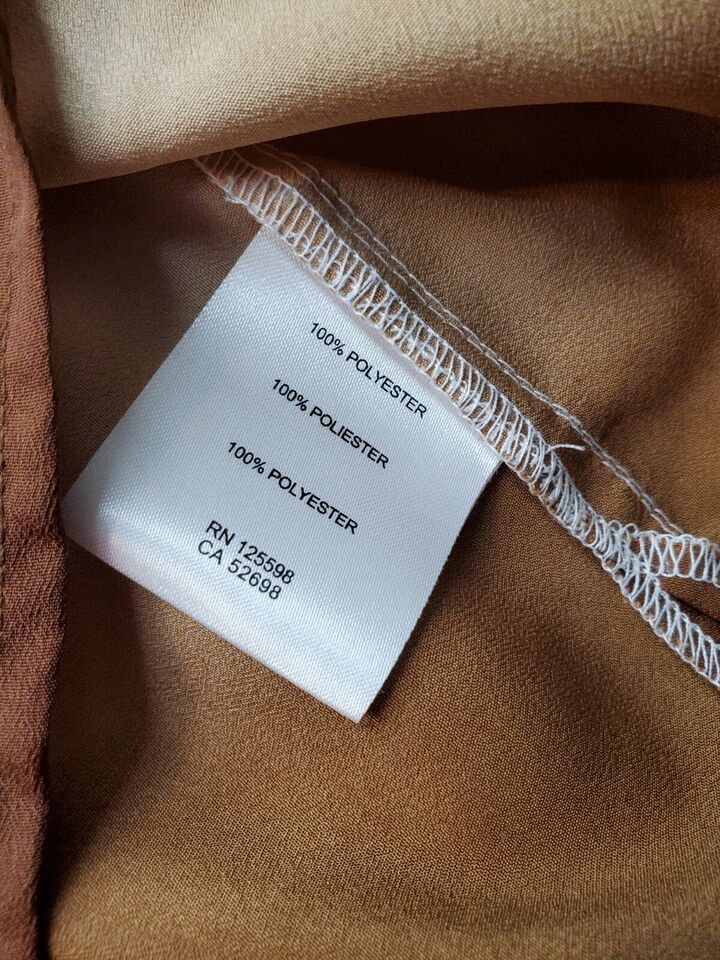 100% POLYESTER
100% POLIESTER
100% POLYESTER
RN 125598
CA 52698